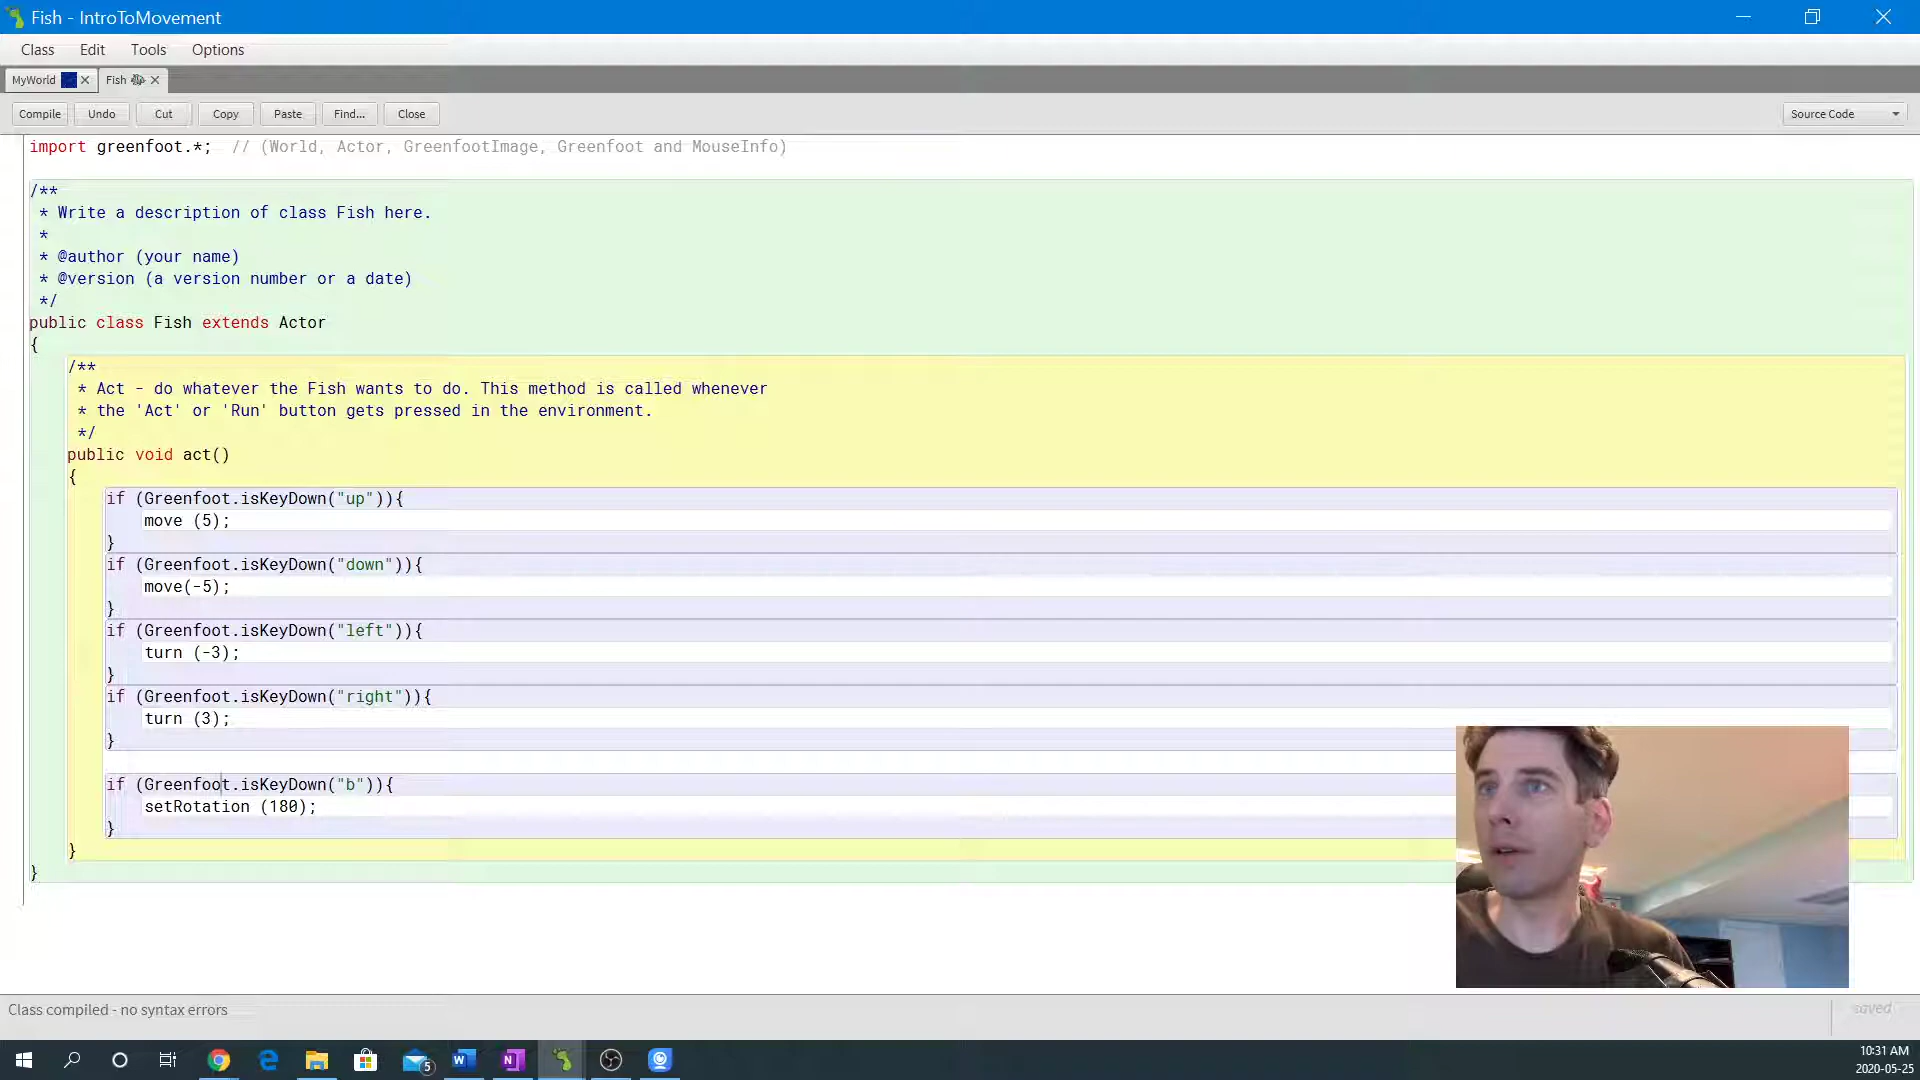 Fish - IntroToMovement
Class Edit Tools Options
MyWorld Fish
Compile Undo Cut Copy Paste Find... Close Source Code
import greenfoot.*;  // (World, Actor, GreenfootImage, Greenfoot and MouseInfo)
/**
 * Write a description of class Fish here.
 *
 * @author (your name)
 * @version (a version number or a date)
 */
public class Fish extends Actor
{
    /**
     * Act - do whatever the Fish wants to do. This method is called whenever
     * the 'Act' or 'Run' button gets pressed in the environment.
     */
    public void act()
    {
        if (Greenfoot.isKeyDown("up")){
            move (5);
        }
        if (Greenfoot.isKeyDown("down")){
            move(-5);
        }
        if (Greenfoot.isKeyDown("left")){
            turn (-3);
        }
        if (Greenfoot.isKeyDown("right")){
            turn (3);
        }
        if (Greenfoot.isKeyDown("b")){
            setRotation (180);
        }
    }
}
Class compiled - no syntax errors
saved
5
W
N
10:31 AM
2020-05-25